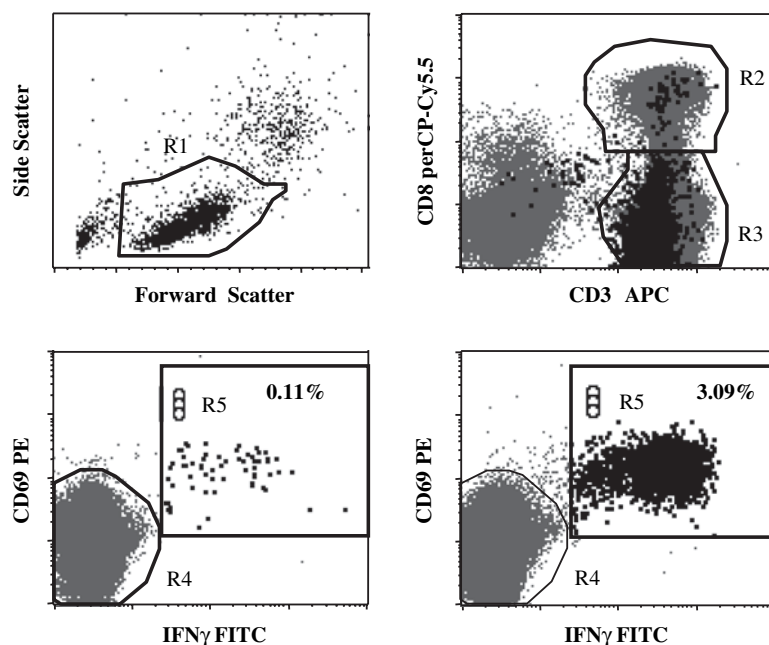 Side Scatter
R1
Forward Scatter
CD8 perCP-Cy5.5
R2
R3
CD3 APC
CD69 PE
0.11%
R5
R4
IFNγ FITC
CD69 PE
3.09%
R5
R4
IFNγ FITC